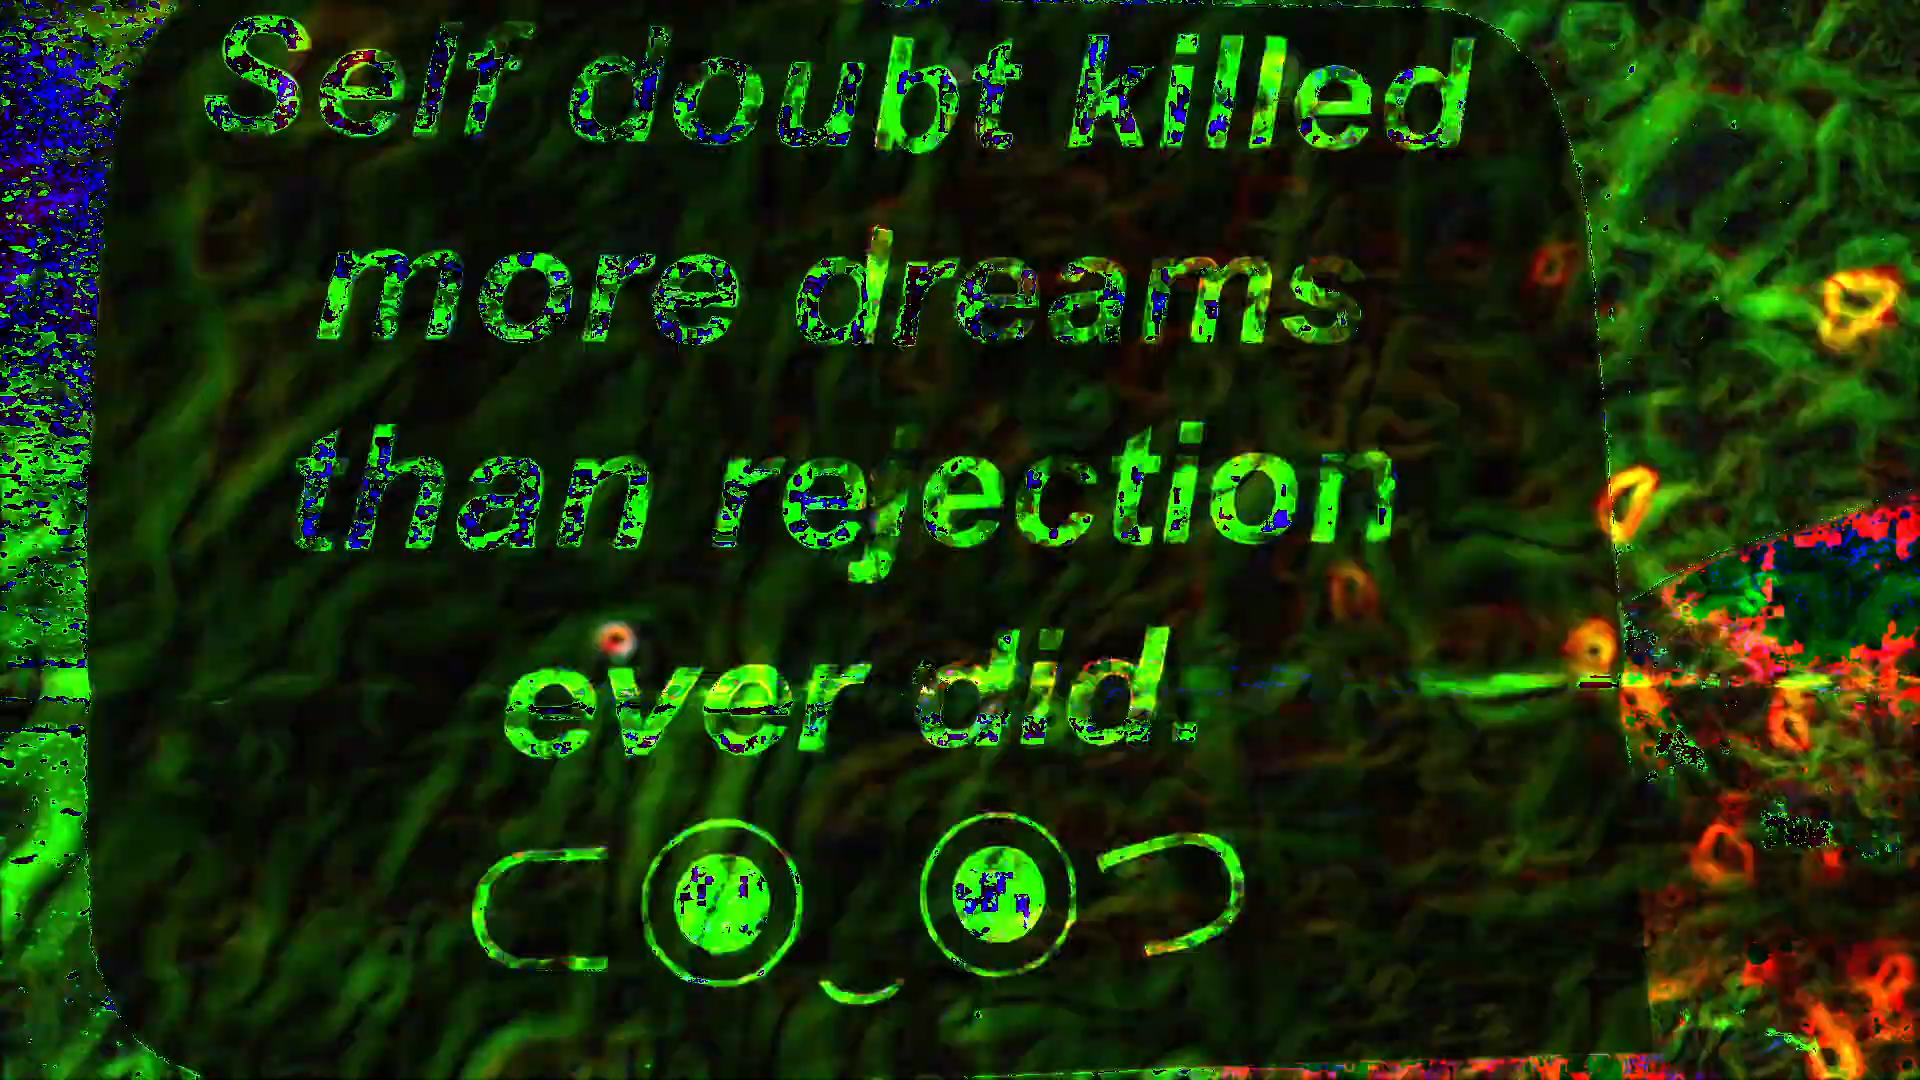 Self doubt killed
more dreams
than rejection
ever did.